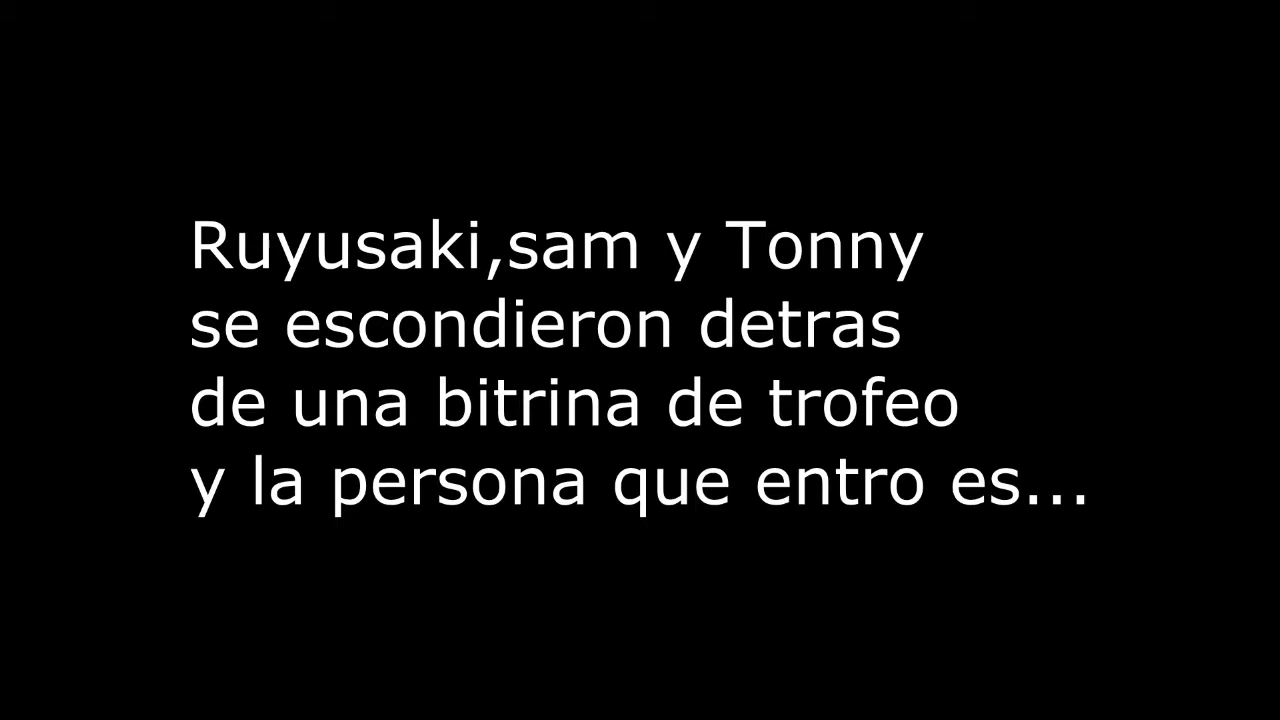 Ruyusaki,sam y Tonny
se escondieron detras
de una bitrina de trofeo
y la persona que entro es...